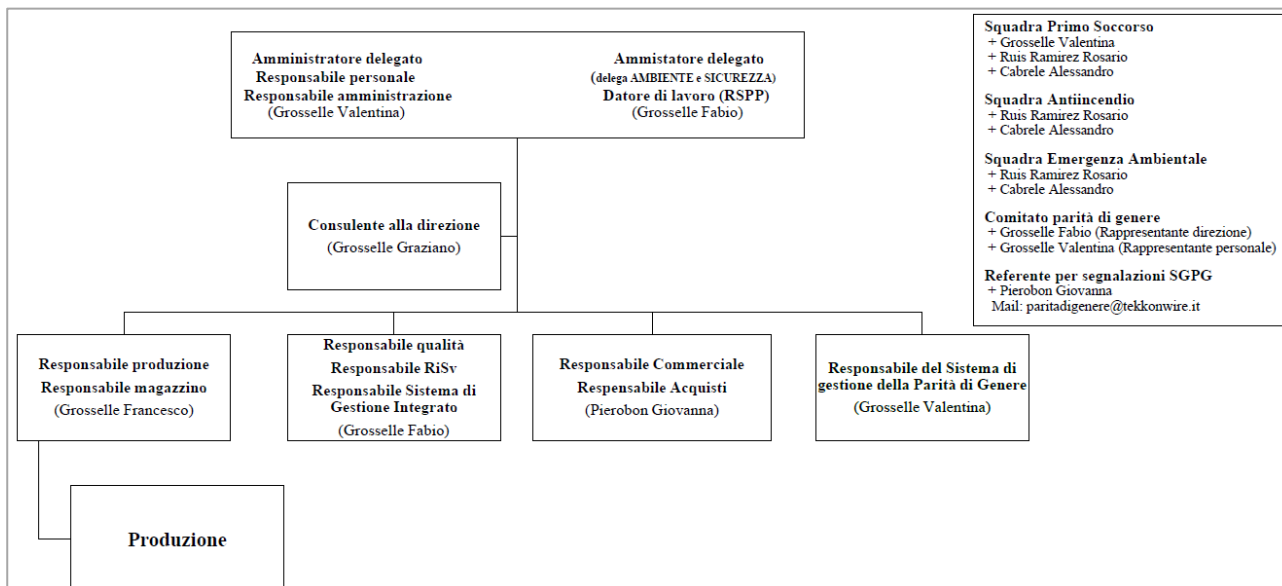 Amministratore delegato
Responsabile personale
Responsabile amministrazione
(Grosselle Valentina)
Ammistatore delegato
(delega AMBIENTE e SICUREZZA)
Datore di lavoro (RSPP)
(Grosselle Fabio)
Squadra Primo Soccorso
+ Grosselle Valentina
+ Ruis Ramirez Rosario
+ Cabrele Alessandro
Squadra Antiincendio
+ Ruis Ramirez Rosario
+ Cabrele Alessandro
Squadra Emergenza Ambientale
+ Ruis Ramirez Rosario
+ Cabrele Alessandro
Comitato parità di genere
+ Grosselle Fabio (Rappresentante direzione)
+ Grosselle Valentina (Rappresentante personale)
Referente per segnalazioni SGPG
+ Pierobon Giovanna
Mail: paritadigenere@tekkonwire.it
Consulente alla direzione
(Grosselle Graziano)
Responsabile produzione
Responsabile magazzino
(Grosselle Francesco)
Responsabile qualità
Responsabile RiSv
Responsabile Sistema di
Gestione Integrato
(Grosselle Fabio)
Responsabile Commerciale
Respensabile Acquisti
(Pierobon Giovanna)
Responsabile del Sistema di
gestione della Parità di Genere
(Grosselle Valentina)
Produzione